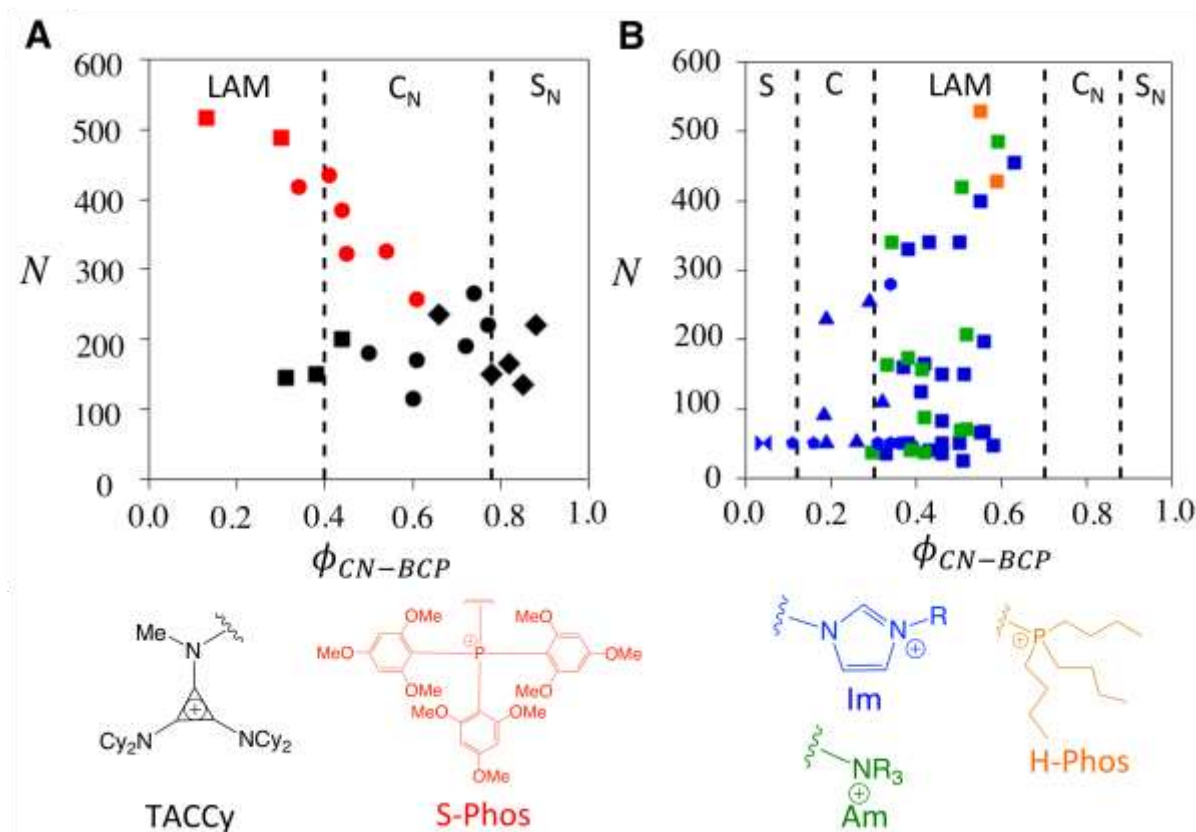 A
B
600
500
400
300
200
100
0
N
LAM
C_N
S_N
0.0 0.2 0.4 0.6 0.8 1.0
ϕ_CN−BCP
600
500
400
300
200
100
0
N
S
C
LAM
C_N
S_N
0.0 0.2 0.4 0.6 0.8 1.0
ϕ_CN−BCP
Me
N
+
Cy₂N
NCy₂
TACCy
OMe
MeO
MeO
OMe
P
⊕
MeO
OMe
OMe
OMe
MeO
OMe
OMe
S-Phos
N
N
R
⊕
Im
NR₃
⊕
Am
P
⊕
H-Phos